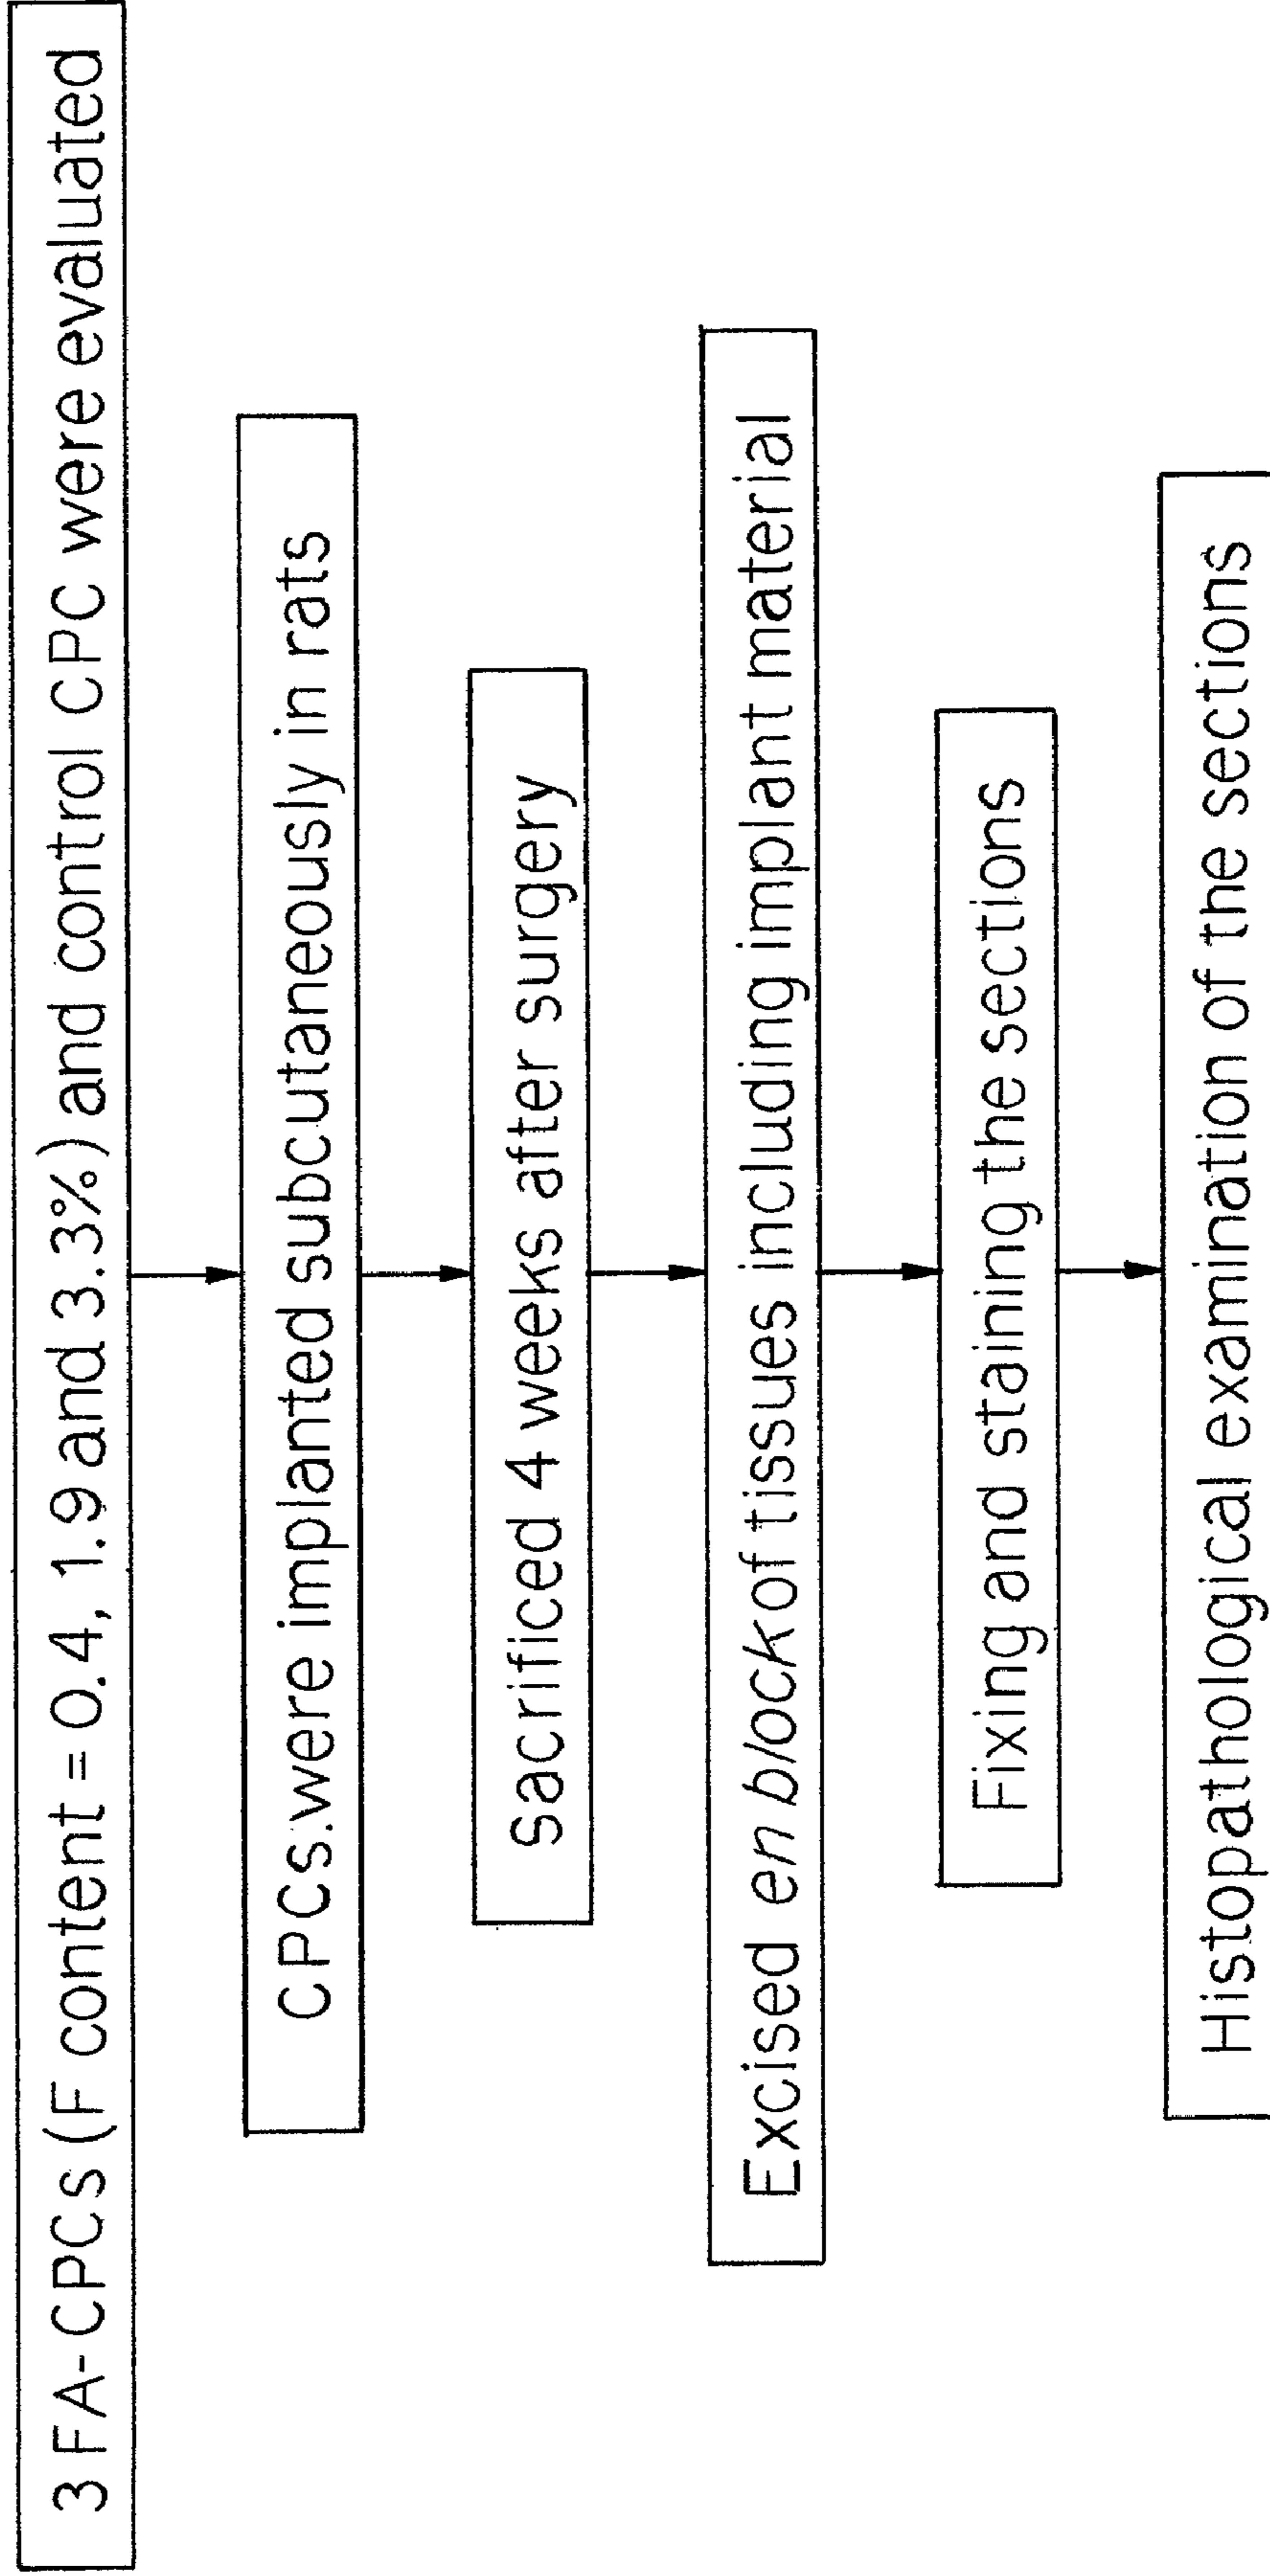 3 FA-CPCs (F content = 0.4, 1.9 and 3.3%) and control CPC were evaluated
CPCs.were implanted subcutaneously in rats
Sacrificed 4 weeks after surgery
Excised en block of tissues including implant material
Fixing and staining the sections
Histopathological examination of the sections